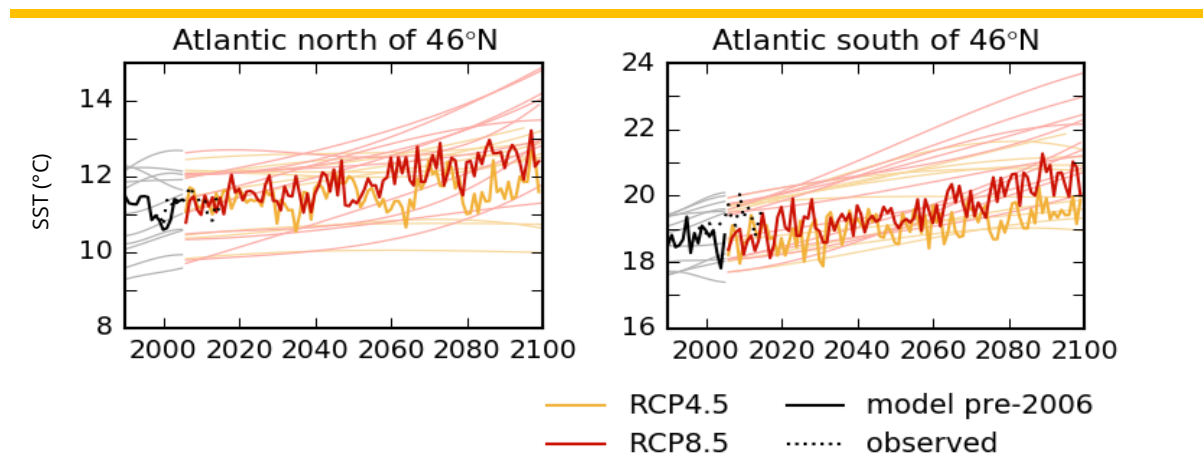 Atlantic north of 46°N
Atlantic south of 46°N
SST (°C)
14
12
10
8
2000 2020 2040 2060 2080 2100
24
22
20
18
16
2000 2020 2040 2060 2080 2100
RCP4.5
RCP8.5
model pre-2006
observed